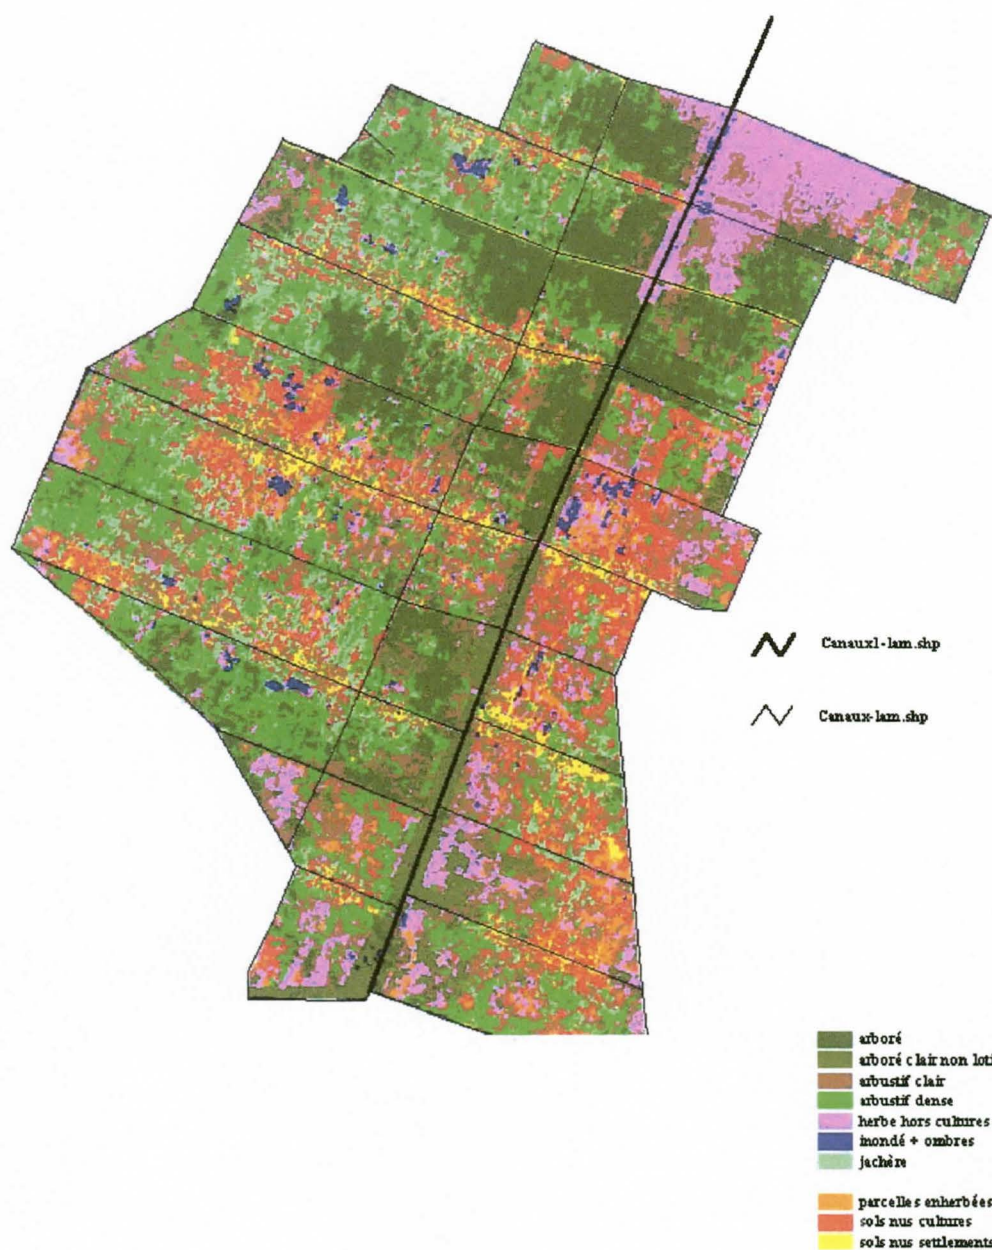 Canaux1-lam.shp
Canaux-lam.shp
arboré
arboré clair non loti
arbustif clair
arbustif dense
herbe hors cultures
inondé + ombres
jachère
parcelles enherbées
sols nus cultures
sols nus settlements